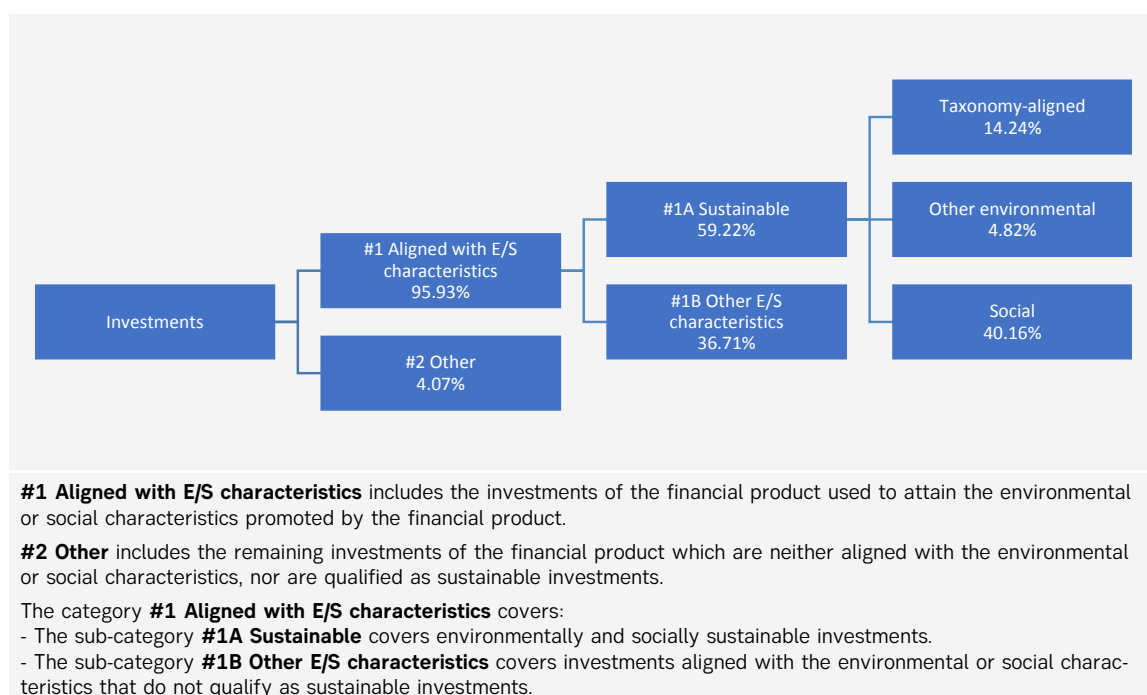 Investments
#1 Aligned with E/S
characteristics
95.93%
#2 Other
4.07%
#1A Sustainable
59.22%
#1B Other E/S
characteristics
36.71%
Taxonomy-aligned
14.24%
Other environmental
4.82%
Social
40.16%
#1 Aligned with E/S characteristics includes the investments of the financial product used to attain the environmental
or social characteristics promoted by the financial product.
#2 Other includes the remaining investments of the financial product which are neither aligned with the environmental
or social characteristics, nor are qualified as sustainable investments.
The category #1 Aligned with E/S characteristics covers:
- The sub-category #1A Sustainable covers environmentally and socially sustainable investments.
- The sub-category #1B Other E/S characteristics covers investments aligned with the environmental or social charac-
teristics that do not qualify as sustainable investments.